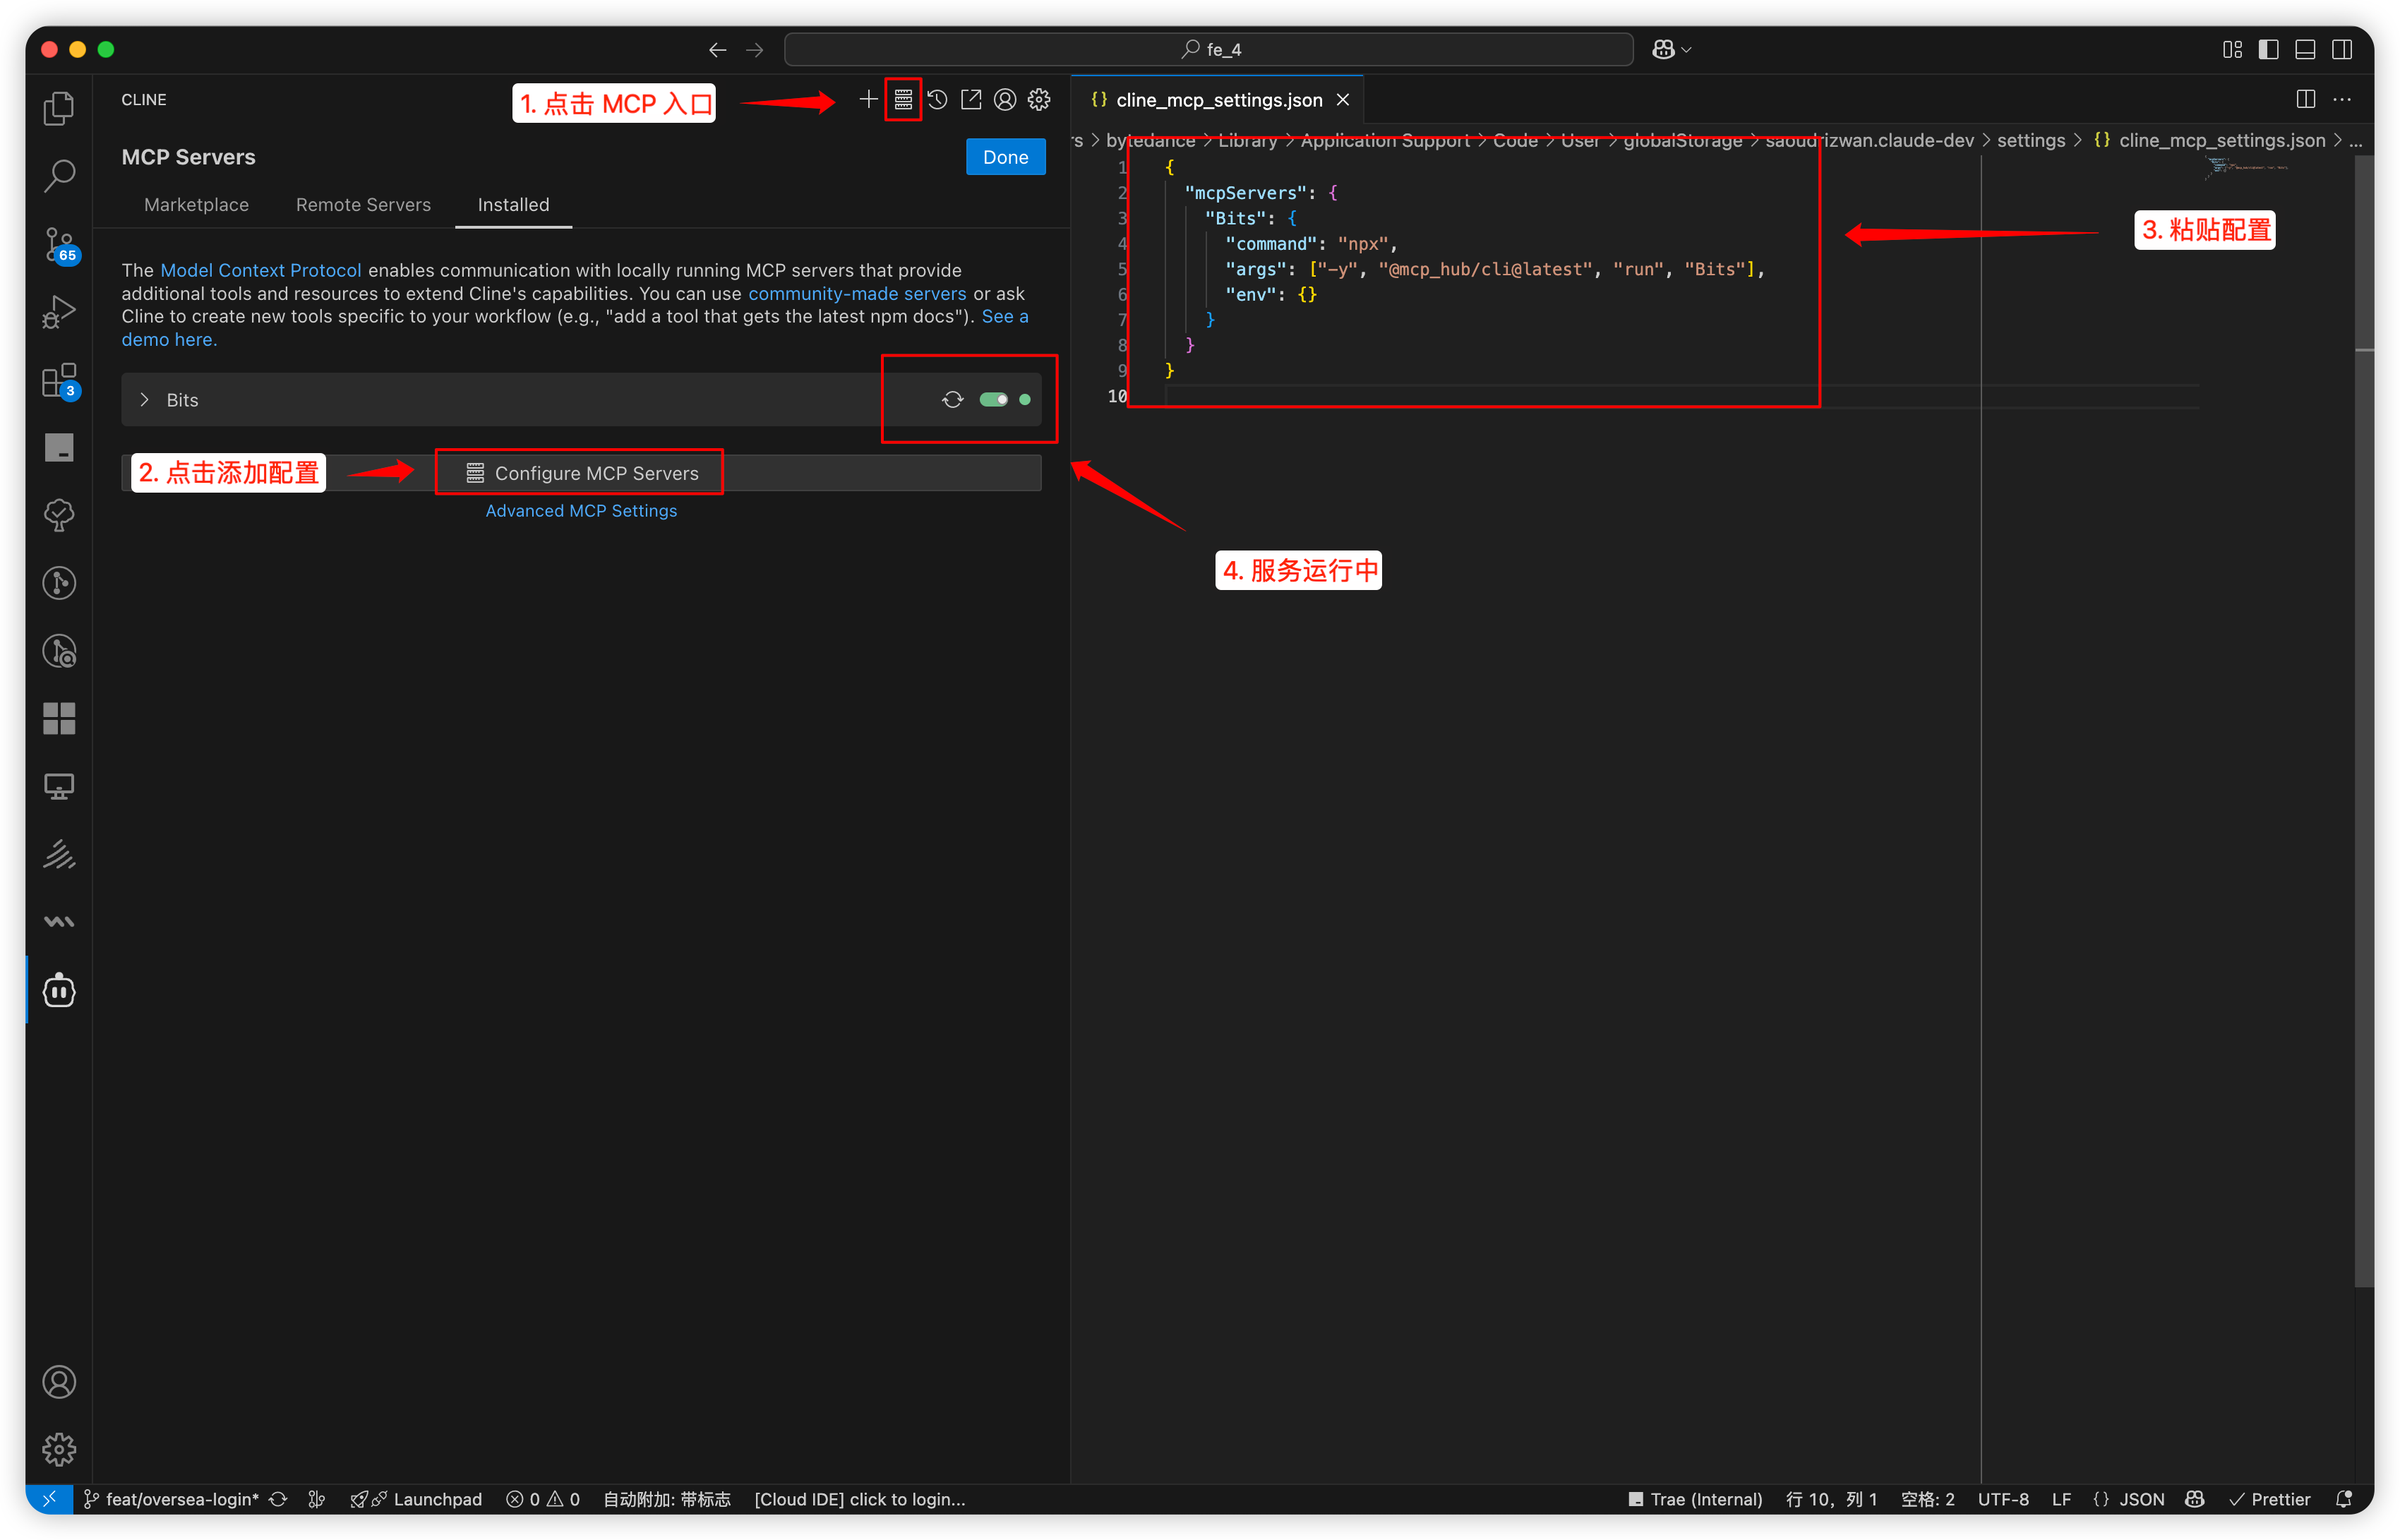 fe_4
CLINE
1. 点击 MCP 入口
MCP Servers
Done
Marketplace
Remote Servers
Installed
The Model Context Protocol enables communication with locally running MCP servers that provide
additional tools and resources to extend Cline's capabilities. You can use community-made servers or ask
Cline to create new tools specific to your workflow (e.g., "add a tool that gets the latest npm docs"). See a
demo here.
Bits
2. 点击添加配置
Configure MCP Servers
Advanced MCP Settings
65
3
cline_mcp_settings.json
rs > bytedance > Library > Application Support > Code > User > globalStorage > saoudrizwan.claude-dev > settings > {} cline_mcp_settings.json > ...
1 {
2 "mcpServers": {
3 "Bits": {
4 "command": "npx",
5 "args": ["-y", "@mcp_hub/cli@latest", "run", "Bits"],
6 "env": {}
7 }
8 }
9 }
10
3. 粘贴配置
4. 服务运行中
feat/oversea-login*
Launchpad
0
0
自动附加: 带标志
[Cloud IDE] click to login...
Trae (Internal)
行 10，列 1
空格: 2
UTF-8
LF
{} JSON
Prettier